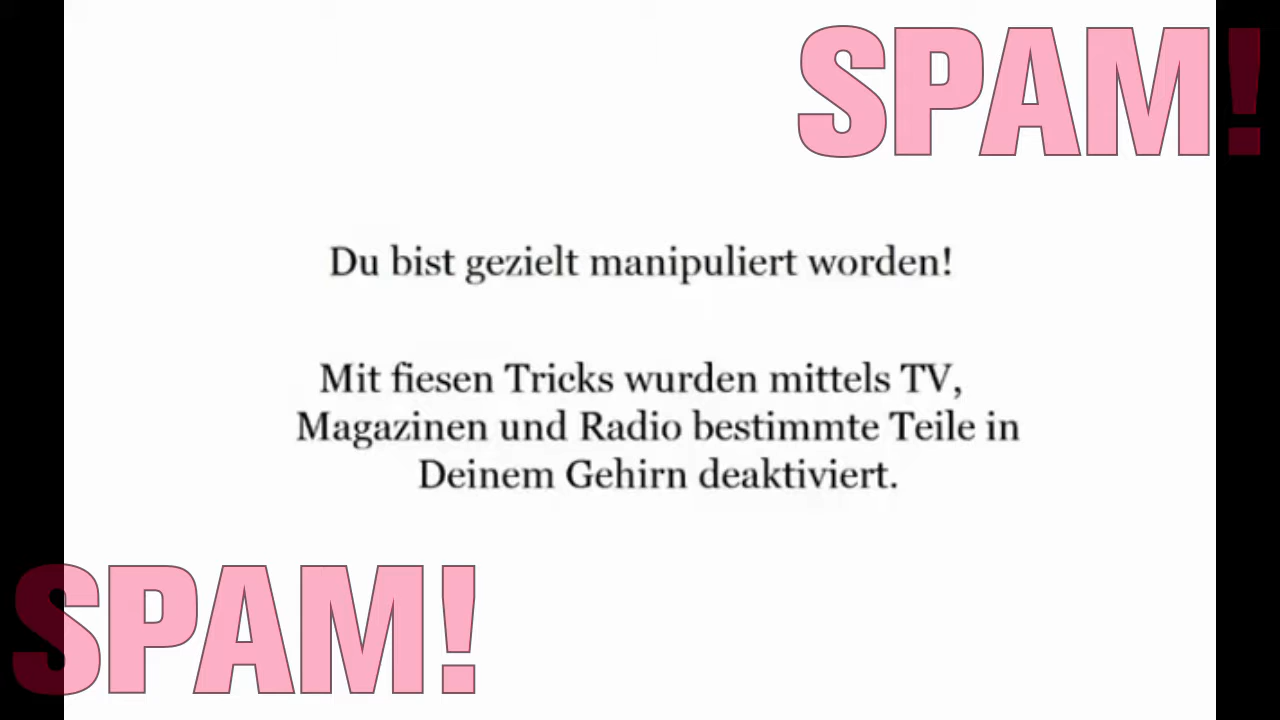 SPAM!
Du bist gezielt manipuliert worden!
Mit fiesen Tricks wurden mittels TV,
Magazinen und Radio bestimmte Teile in
Deinem Gehirn deaktiviert.
SPAM!